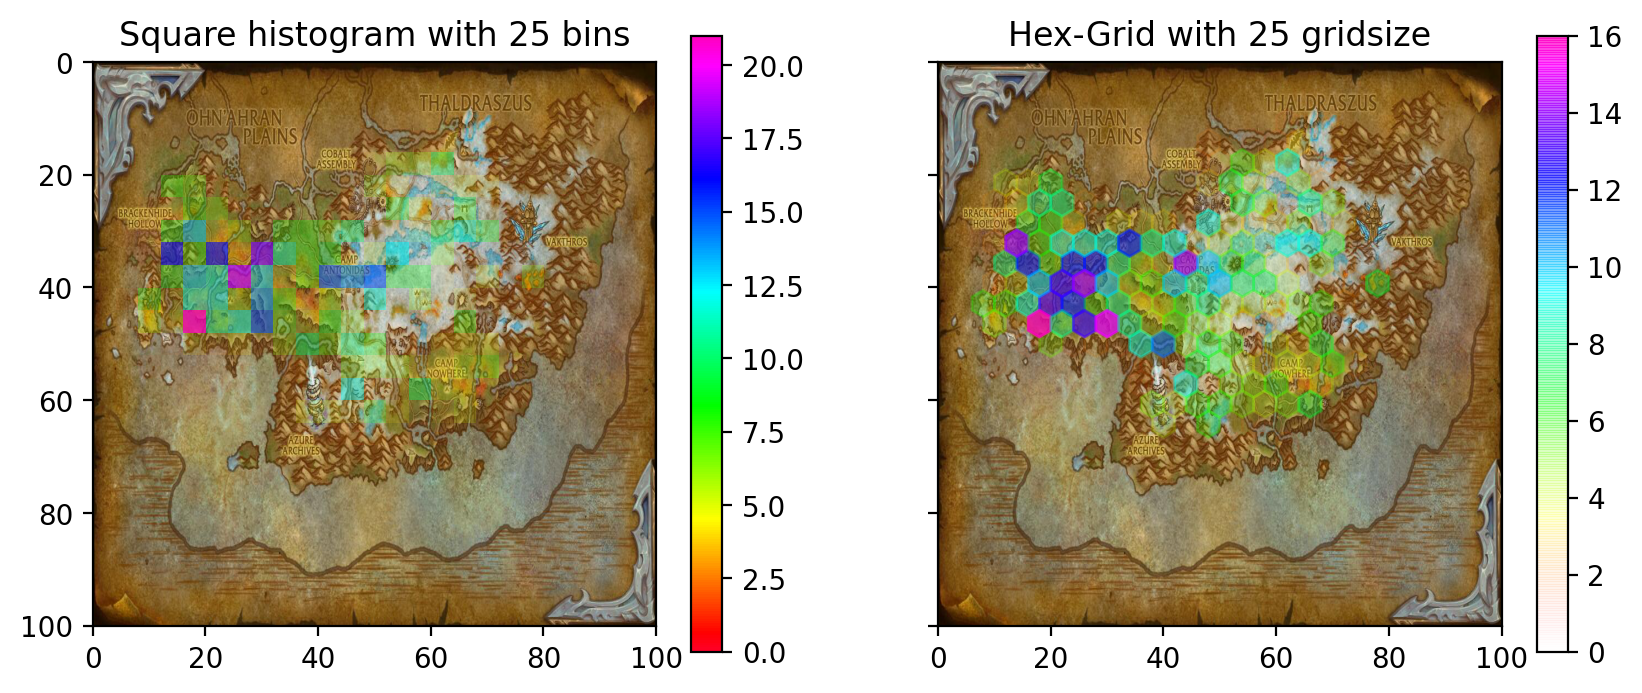 Square histogram with 25 bins
OHN'AHRAN
PLAINS
THALDRASZUS
COBALT
ASSEMBLY
BRACKENHIDE
HOLLOW
VAKTHROS
CAMP
ANTONIDAS
CAMP
NOWHERE
AZURE
ARCHIVES
0
20
40
60
80
100
0
20
40
60
80
100
20.0
17.5
15.0
12.5
10.0
7.5
5.0
2.5
0.0
Hex-Grid with 25 gridsize
OHN'AHRAN
PLAINS
THALDRASZUS
COBALT
ASSEMBLY
BRACKENHIDE
HOLLOW
VAKTHROS
CAMP
NOWHERE
AZURE
ARCHIVES
0
20
40
60
80
100
16
14
12
10
8
6
4
2
0